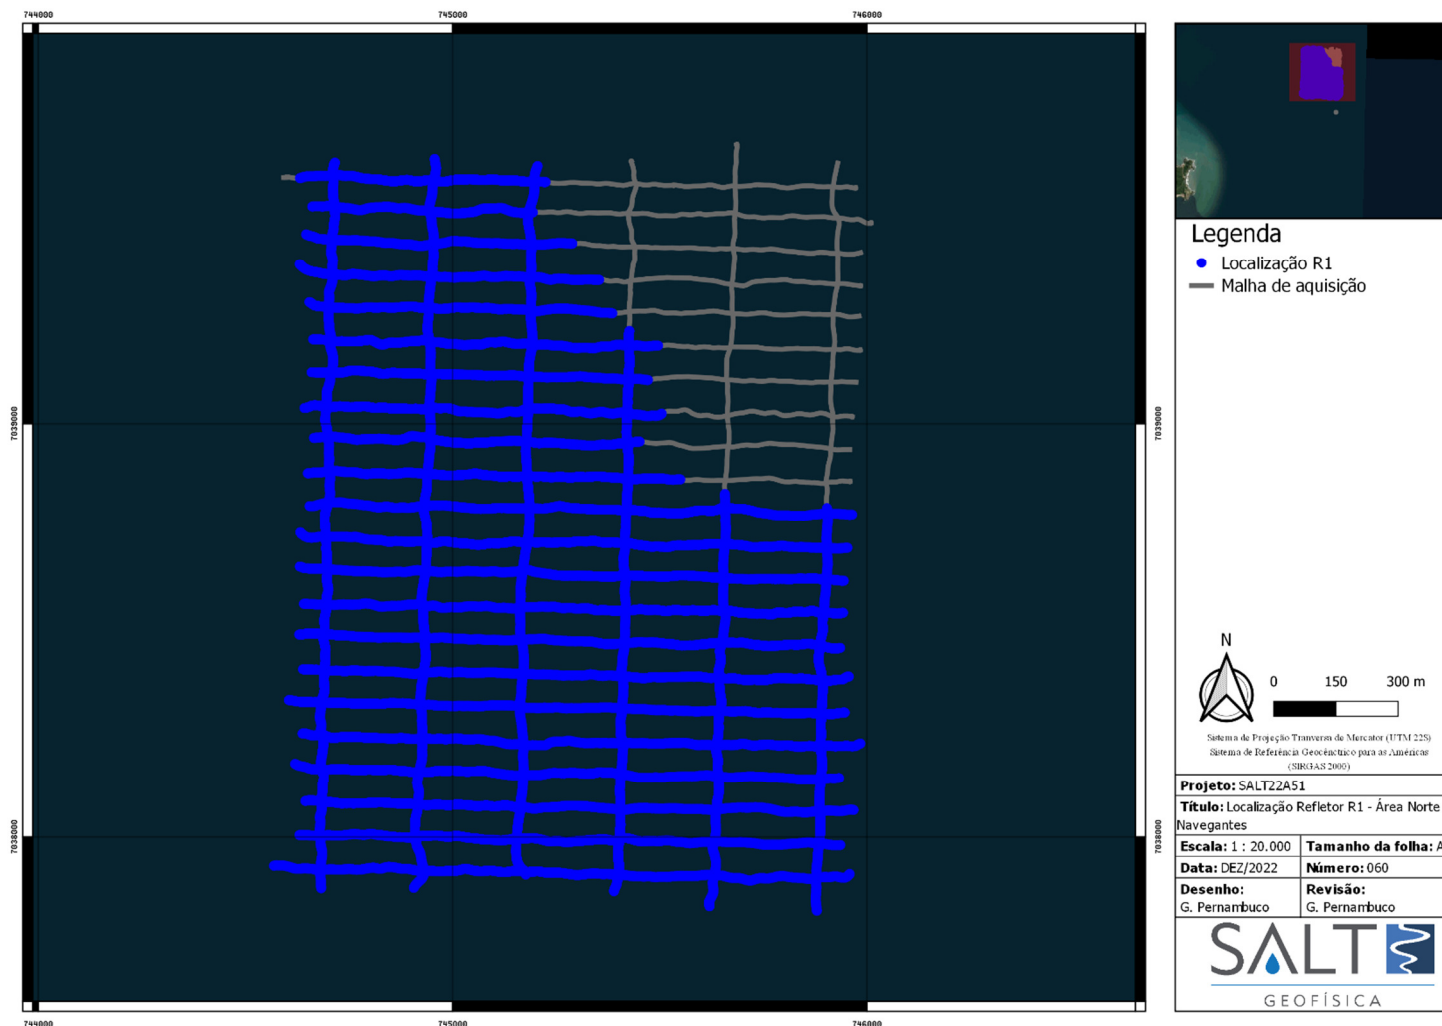 744000
745000
746000
7039000
7039000
7038000
7038000
744000
745000
746000
Legenda
Localização R1
Malha de aquisição
N
0 150 300 m
Sistema de Projeção Tranversa de Mercator (UTM 22S)
Sistema de Referência Geocêntrico para as Américas
(SIRGAS 2000)
Projeto: SALT22A51
Título: Localização Refletor R1 - Área Norte
Navegantes
Escala: 1 : 20.000 Tamanho da folha: A
Data: DEZ/2022 Número: 060
Desenho: Revisão:
G. Pernambuco G. Pernambuco
SALT
GEOFÍSICA